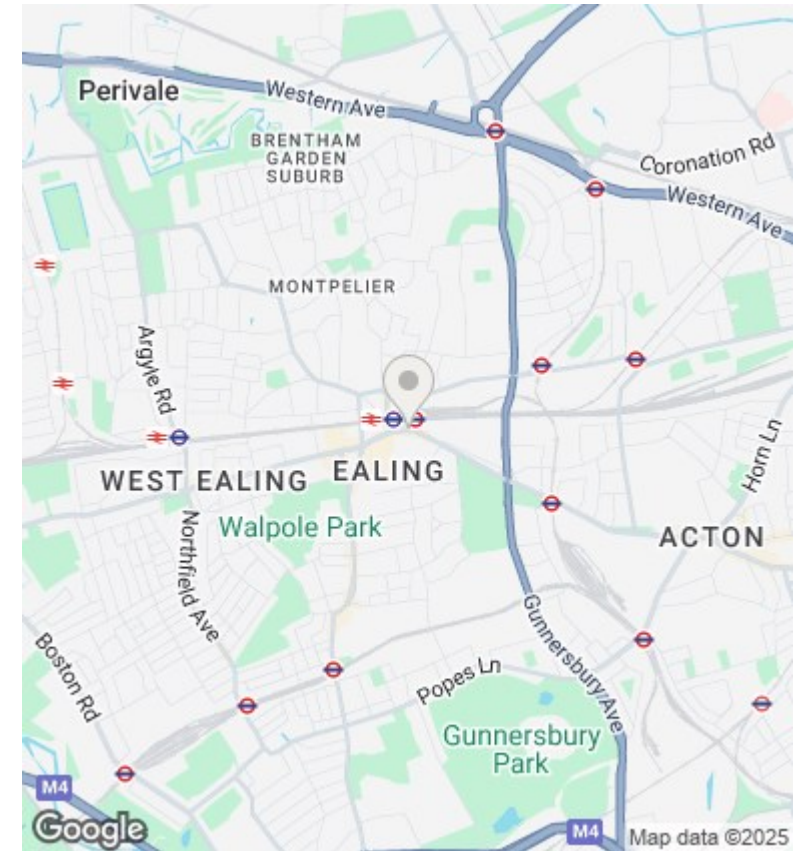 Perivale
Western Ave
BRENTHAM
GARDEN
SUBURB
Coronation Rd
Western Ave
MONTPELIER
Argyle Rd
WEST EALING
EALING
Horn Ln
Walpole Park
ACTON
Northfield Ave
Gunnersbury Ave
Boston Rd
Popes Ln
Gunnersbury
Park
M4
M4
Google
Map data ©2025